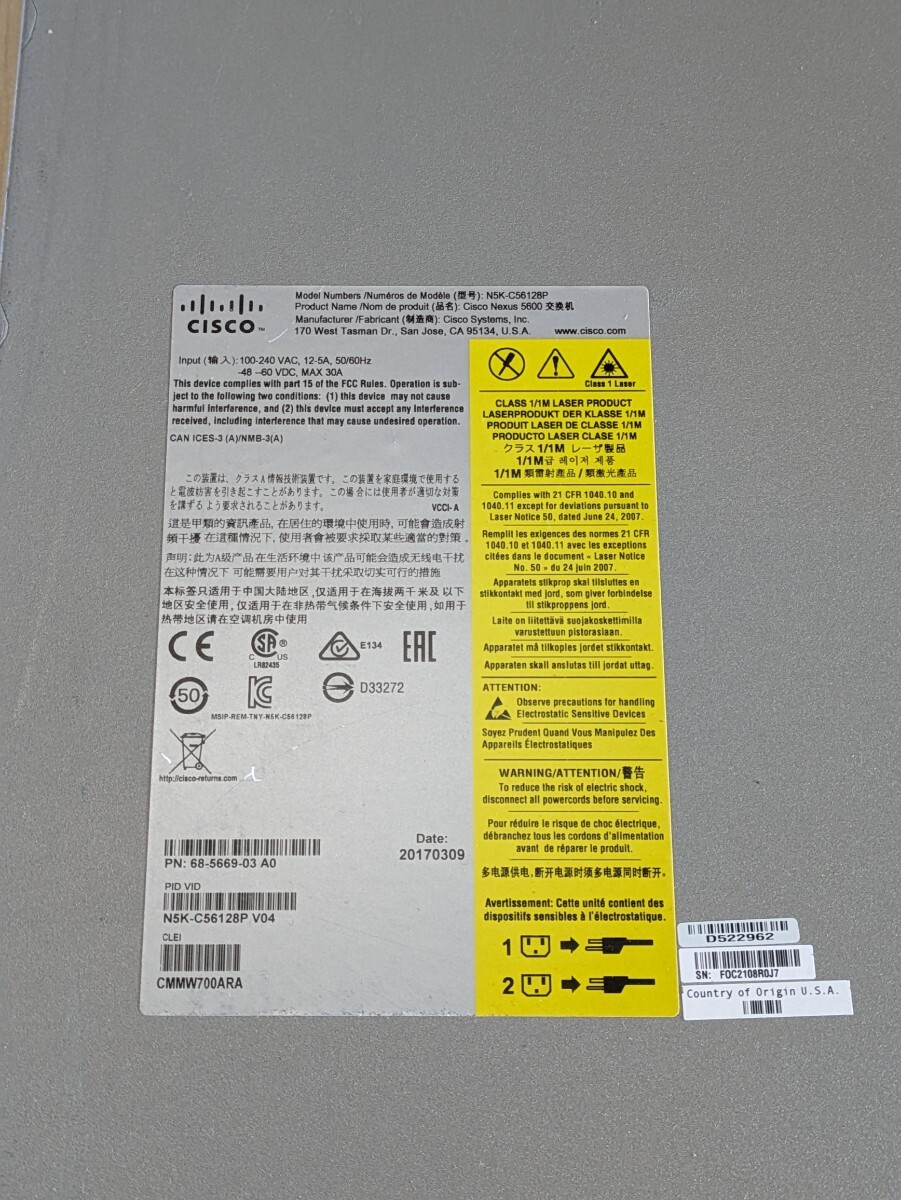 CISCO™
Model Numbers /Numéros de Modèle (型号): N5K-C56128P
Product Name /Nom de produit (品名): Cisco Nexus 5600 交换机
Manufacturer /Fabricant (制造商): Cisco Systems, Inc.
170 West Tasman Dr., San Jose, CA 95134, U.S.A. www.cisco.com
Input (输入): 100-240 VAC, 12-5A, 50/60Hz
-48 –60 VDC, MAX 30A
This device complies with part 15 of the FCC Rules. Operation is sub-
ject to the following two conditions: (1) this device may not cause
harmful interference, and (2) this device must accept any interference
received, including interference that may cause undesired operation.
CAN ICES-3 (A)/NMB-3(A)
この装置は、クラスA情報技術装置です。この装置を家庭環境で使用する
と電波妨害を引き起こすことがあります。この場合には使用者が適切な対策
を講ずるよう要求されることがあります。 VCCI-A
這是甲類的資訊產品, 在居住的環境中使用時, 可能會造成射
頻干擾 在這種情況下, 使用者會被要求採取某些適當的對策。
声明:此为A级产品 在生活环境中 该产品可能会造成无线电干扰
在这种情况下 可能需要用户对其干扰采取切实可行的措施
本标签只适用于中国大陆地区,仅适用于在海拔两千米及以下
地区安全使用,仅适用于在非热带气候条件下安全使用,如用于
热带地区请在空调机房中使用
CE
SA®
C US
LR82435
E134
EAC
50
D33272
MSIP-REM-TNY-N5K-C56128P
http://cisco-returns.com
PN: 68-5669-03 A0
Date:
20170309
PID VID
N5K-C56128P V04
CLEI
CMMW700ARA
Class 1 Laser
CLASS 1/1M LASER PRODUCT
LASERPRODUKT DER KLASSE 1/1M
PRODUIT LASER DE CLASSE 1/1M
PRODUCTO LASER CLASE 1/1M
クラス 1/1M レーザ製品
1/1M급 레이저 제품
1/1M 類雷射產品 / 類激光產品
Complies with 21 CFR 1040.10 and
1040.11 except for deviations pursuant to
Laser Notice 50, dated June 24, 2007.
Remplit les exigences des normes 21 CFR
1040.10 et 1040.11 avec les exceptions
citées dans le document « Laser Notice
No. 50 » du 24 juin 2007.
Apparatets stikprop skal tilsluttes en
stikkontakt med jord, som giver forbindelse
til stikproppens jord.
Laite on liitettävä suojakoskettimilla
varustettuun pistorasiaan.
Apparatet må tilkoples jordet stikkontakt.
Apparaten skall anslutas till jordat uttag.
ATTENTION:
Observe precautions for handling
Electrostatic Sensitive Devices
Soyez Prudent Quand Vous Manipulez Des
Appareils Électrostatiques
WARNING/ATTENTION/警告
To reduce the risk of electric shock,
disconnect all powercords before servicing.
Pour réduire le risque de choc électrique,
débranchez tous les cordons d'alimentation
avant de réparer le produit.
多电源供电,断开电源时须多电源同时断开。
Avertissement: Cette unité contient des
dispositifs sensibles à l'électrostatique.
1
2
D522962
SN: FOC2108R0J7
Country of Origin U.S.A.